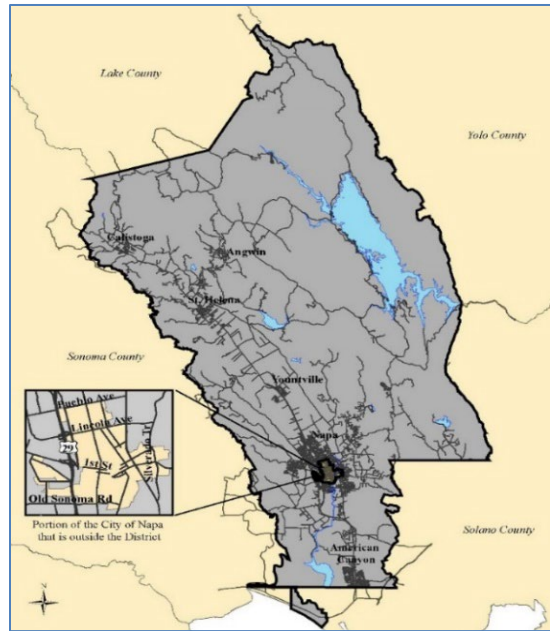 Lake County
Yolo County
Calistoga
Angwin
St. Helena
Sonoma County
Yountville
Pueblo Ave
Lincoln Ave
29
1st St
Silverado Tr
Old Sonoma Rd
Napa
Portion of the City of Napa
that is outside the District
Solano County
American
Canyon
N